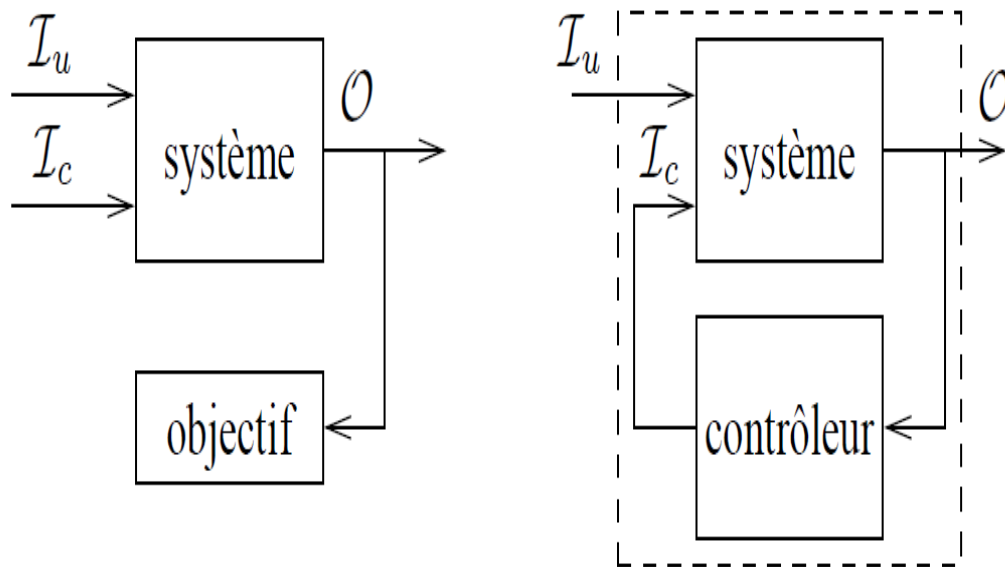 ℐu
ℐc
système
𝒪
objectif
ℐu
ℐc
système
𝒪
contrôleur